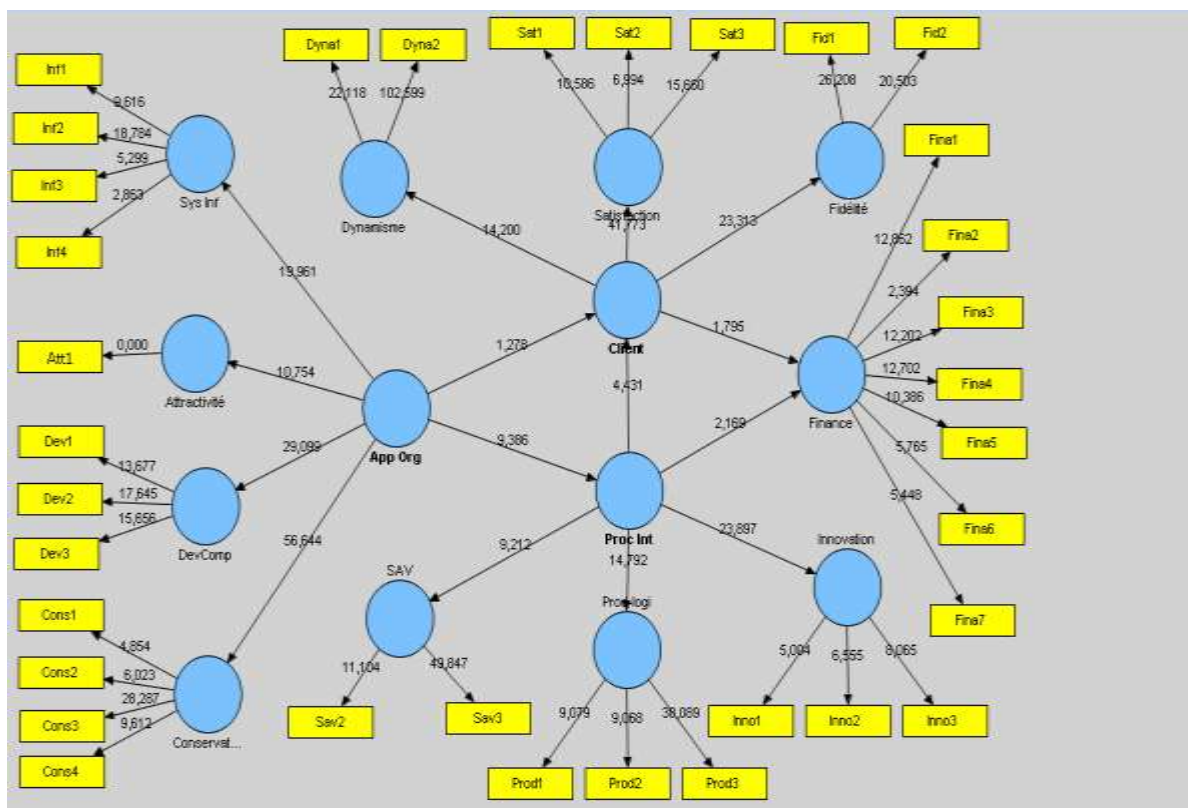 Dyna1
Dyna2
Sat1
Sat2
Sat3
Fid1
Fid2
Inf1
Inf2
Inf3
Inf4
9,616
18,784
5,299
2,853
Sys Inf
22,118
102,599
Dynamisme
10,586
6,994
15,660
Satisfaction
41,773
26,208
20,503
Fidélité
Fina1
Fina2
Fina3
Fina4
Fina5
Fina6
Fina7
12,852
2,394
12,202
12,702
10,386
5,765
5,448
14,200
23,313
19,961
Client
1,795
1,278
4,431
Finance
Att1
0,000
Attractivité
10,754
App Org
9,386
2,169
29,099
Dev1
Dev2
Dev3
13,677
17,645
15,656
DevComp
56,644
Proc Int
14,792
9,212
23,897
SAV
Innovation
Cons1
Cons2
Cons3
Cons4
4,854
6,023
28,287
9,612
Conservat...
11,104
49,847
Sav2
Sav3
9,079
9,068
Prod1
Prod2
Prod3
5,004
6,555
Inno1
Inno2
Inno3